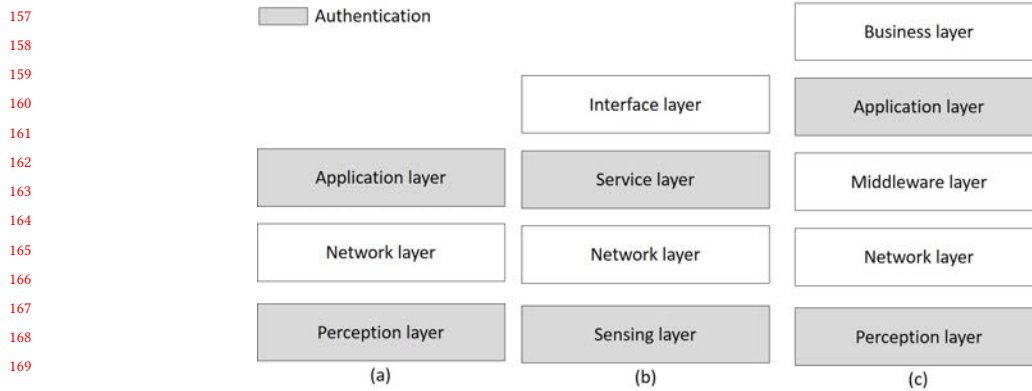 157
Authentication
Business layer
158
159
160
Interface layer
Application layer
161
162
163
Application layer
Service layer
Middleware layer
164
165
Network layer
Network layer
Network layer
166
167
168
Perception layer
Sensing layer
Perception layer
169
(a)
(b)
(c)